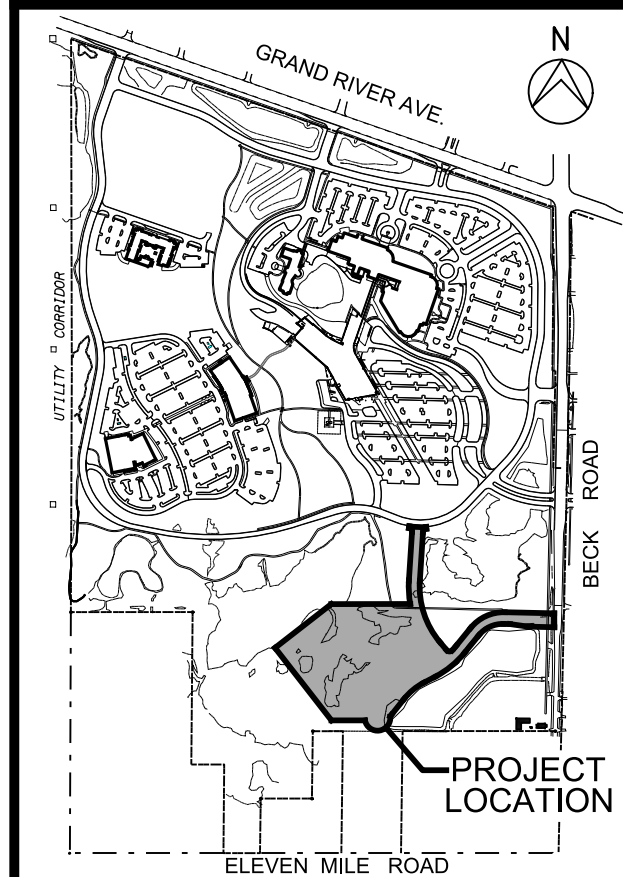 N
GRAND RIVER AVE.
UTILITY CORRIDOR
BECK ROAD
PROJECT
LOCATION
ELEVEN MILE ROAD